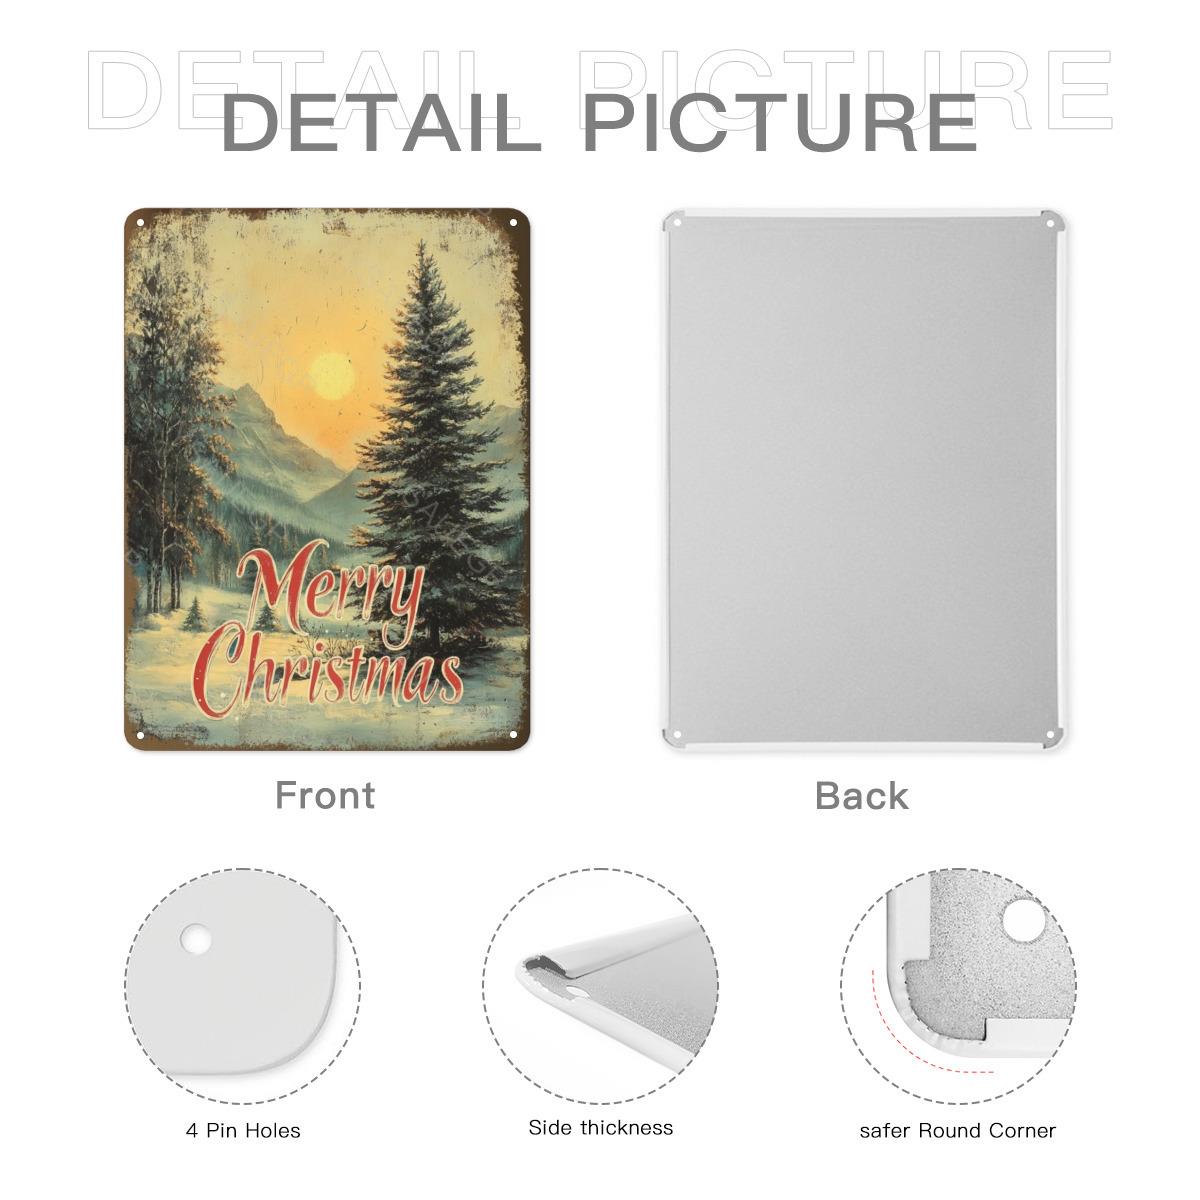 DETAIL PICTURE
DETAIL PICTURE
Merry
Christmas
Front
Back
4 Pin Holes
Side thickness
safer Round Corner